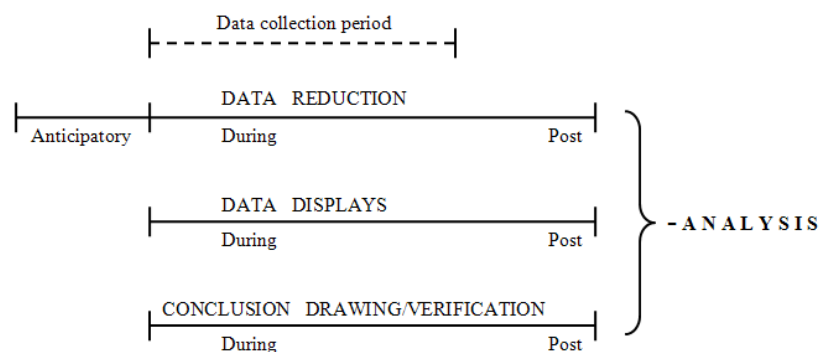 Data collection period
DATA REDUCTION
Anticipatory During Post
DATA DISPLAYS
During Post
-ANALYSIS
CONCLUSION DRAWING/VERIFICATION
During Post